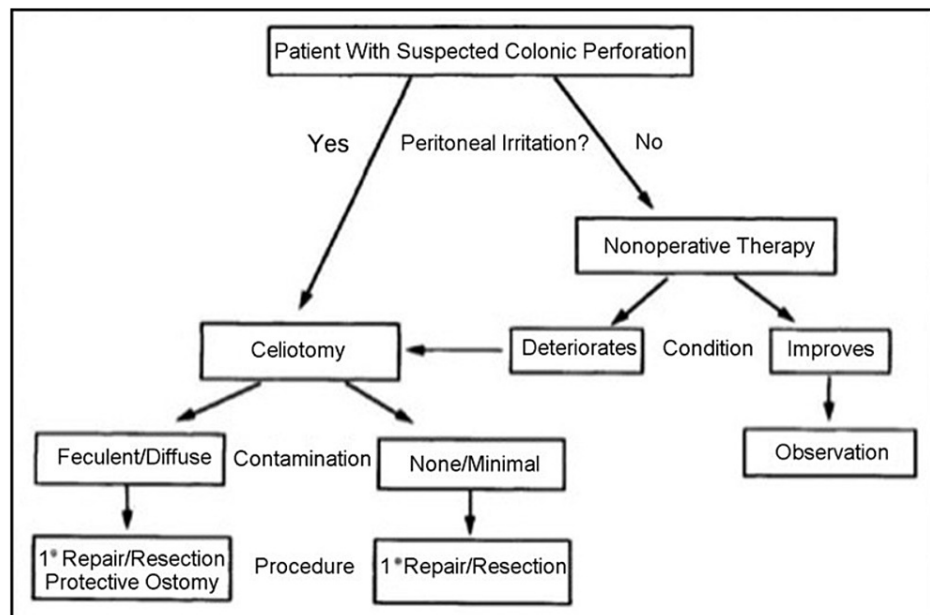 Patient With Suspected Colonic Perforation
Yes
Peritoneal Irritation?
No
Nonoperative Therapy
Celiotomy
Deteriorates
Condition
Improves
Feculent/Diffuse
Contamination
None/Minimal
Observation
1° Repair/Resection
Protective Ostomy
Procedure
1° Repair/Resection